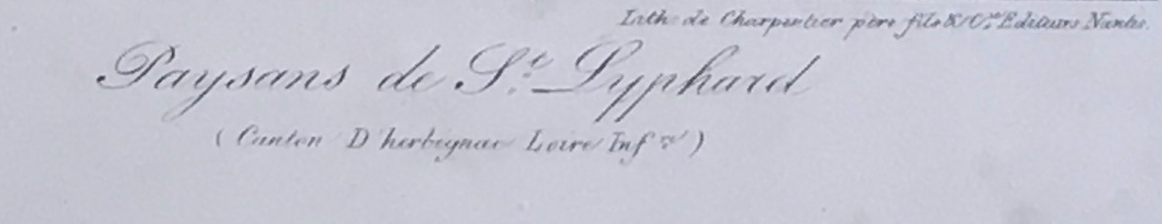 Lith. de Charpentier père fils & C.ie Editeurs Nantes.
Paysans de S.t Lyphard
( Canton D'herbignac Loire Inf.re )